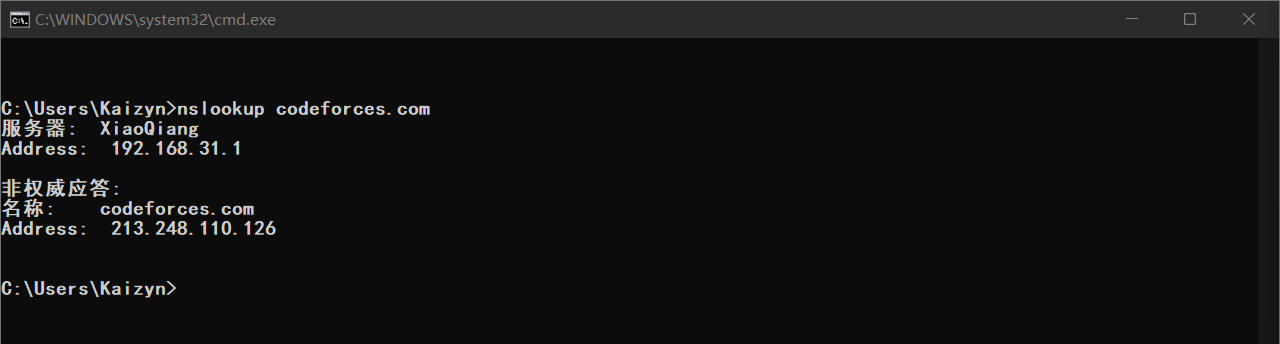 C:\WINDOWS\system32\cmd.exe
C:\Users\Kaizyn>nslookup codeforces.com
服务器:  XiaoQiang
Address:  192.168.31.1
非权威应答:
名称:    codeforces.com
Address:  213.248.110.126
C:\Users\Kaizyn>